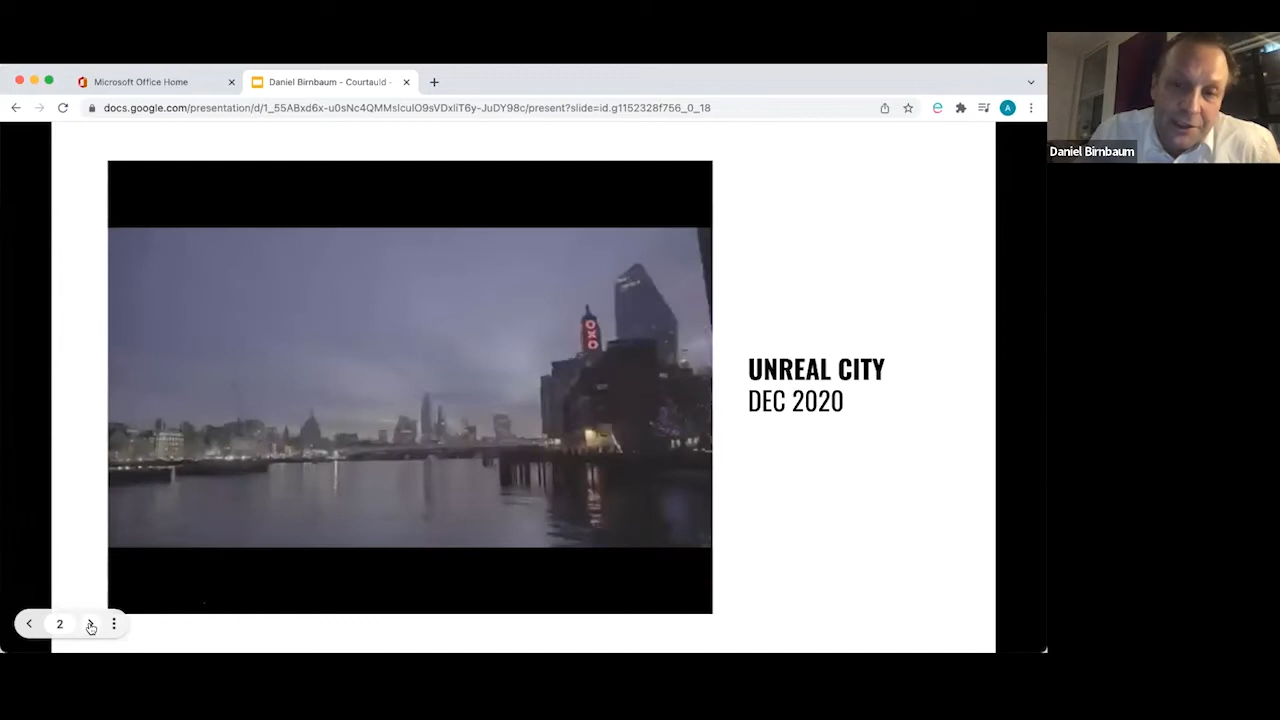 Microsoft Office Home
Daniel Birnbaum - Courtauld -
docs.google.com/presentation/d/1_55ABxd6x-u0sNc4QMMsIcuIO9sVDxliT6y-JuDY98c/present?slide=id.g1152328f756_0_18
A
Daniel Birnbaum
OXO
UNREAL CITY
DEC 2020
2